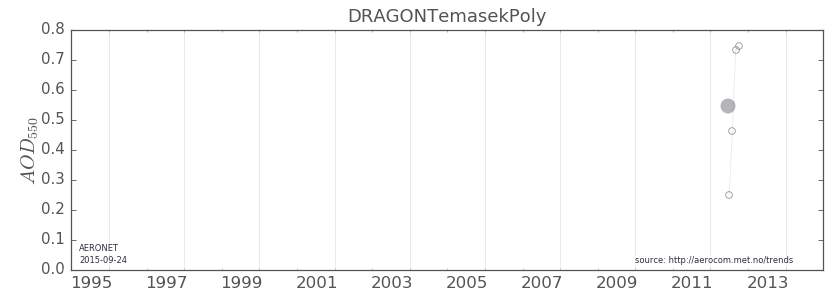 DRAGONTemasekPoly
0.8
0.7
0.6
0.5
0.4
0.3
0.2
0.1
0.0
AOD550
AERONET
2015-09-24
source: http://aerocom.met.no/trends
1995 1997 1999 2001 2003 2005 2007 2009 2011 2013